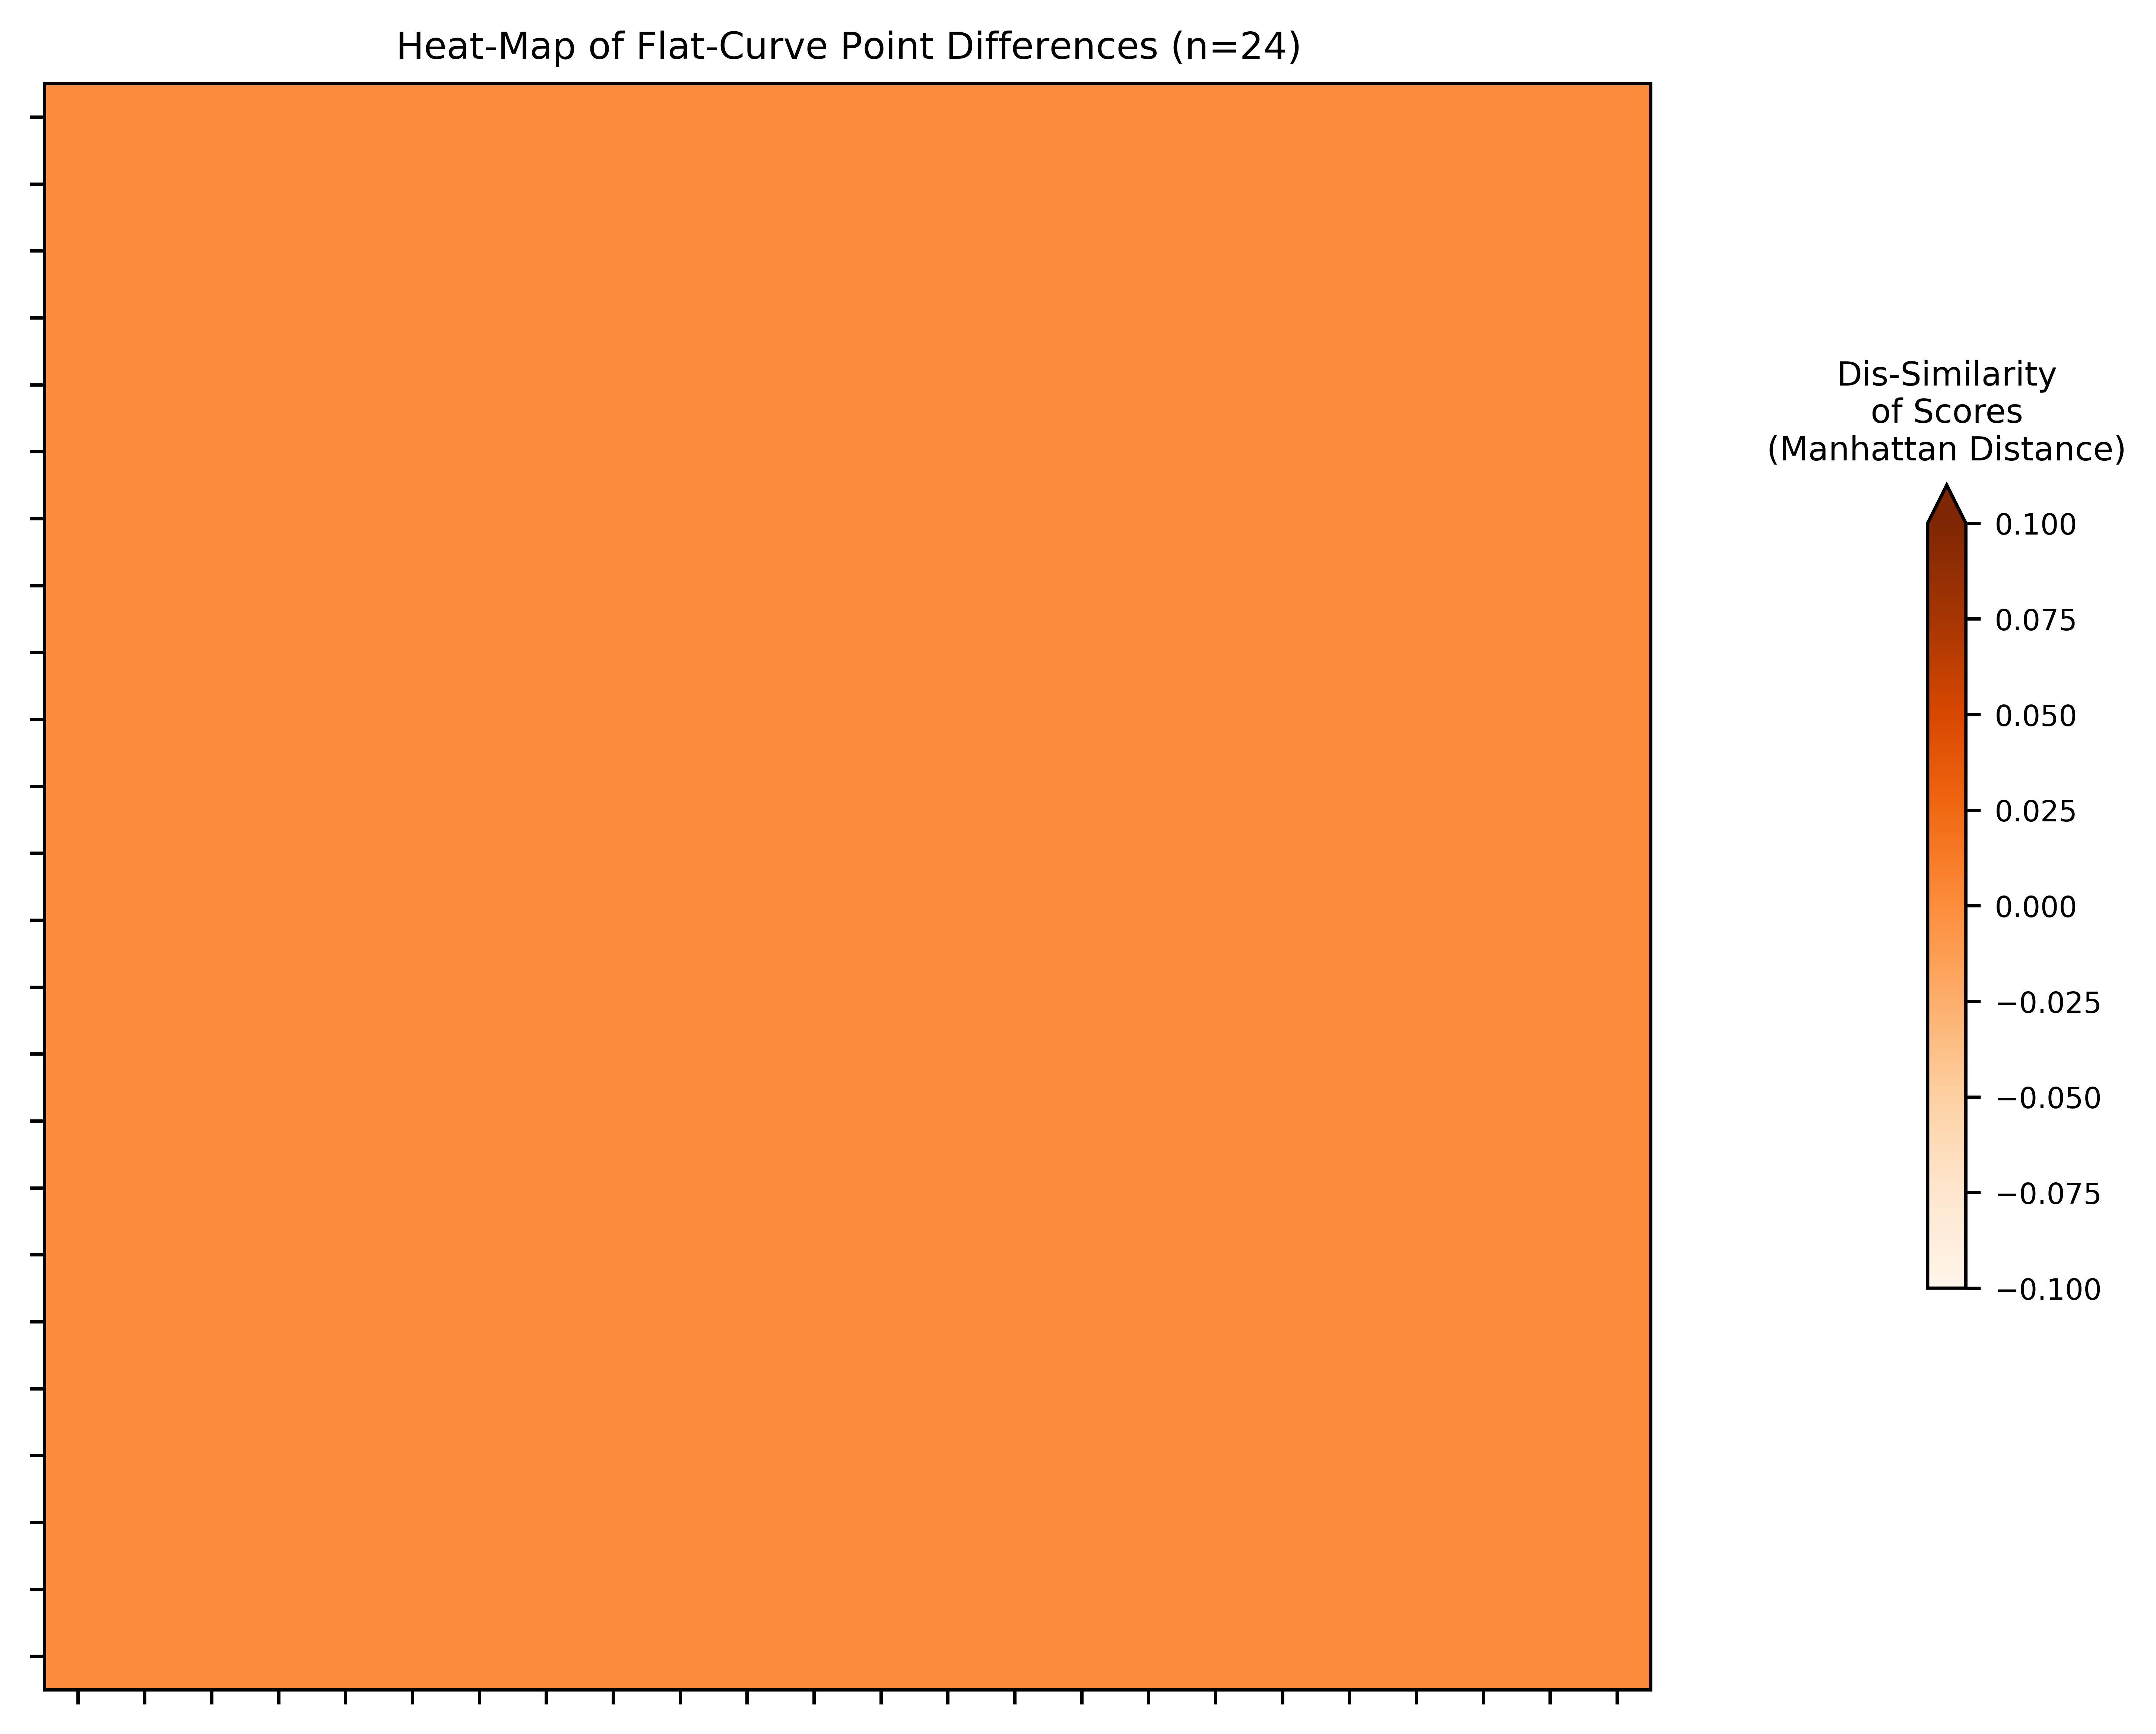 Heat-Map of Flat-Curve Point Differences (n=24)
Dis-Similarity
of Scores
(Manhattan Distance)
0.100
0.075
0.050
0.025
0.000
−0.025
−0.050
−0.075
−0.100